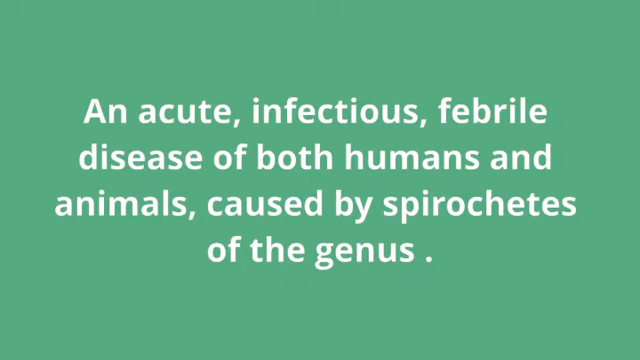 An acute, infectious, febrile
disease of both humans and
animals, caused by spirochetes
of the genus .